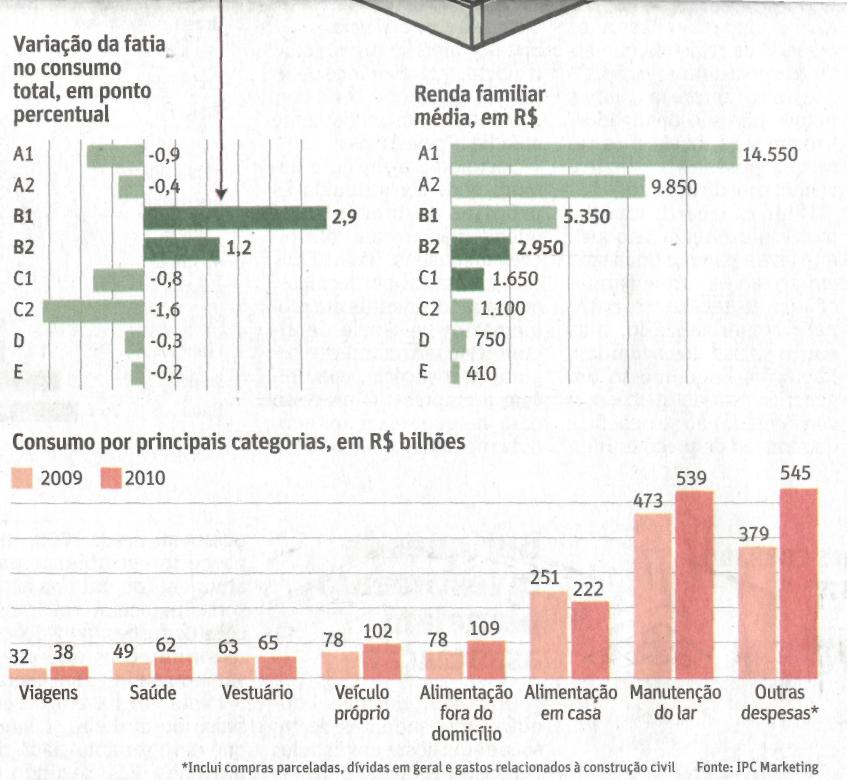 Variação da fatia
no consumo
total, em ponto
percentual
A1 -0,9
A2 -0,4
B1 2,9
B2 1,2
C1 -0,8
C2 -1,6
D -0,3
E -0,2
Renda familiar
média, em R$
A1 14.550
A2 9.850
B1 5.350
B2 2.950
C1 1.650
C2 1.100
D 750
E 410
Consumo por principais categorias, em R$ bilhões
2009 2010
32 38
Viagens
49 62
Saúde
63 65
Vestuário
78 102
Veículo
próprio
78 109
Alimentação
fora do
domicílio
251 222
Alimentação
em casa
473 539
Manutenção
do lar
379 545
Outras
despesas*
*Inclui compras parceladas, dívidas em geral e gastos relacionados à construção civil Fonte: IPC Marketing